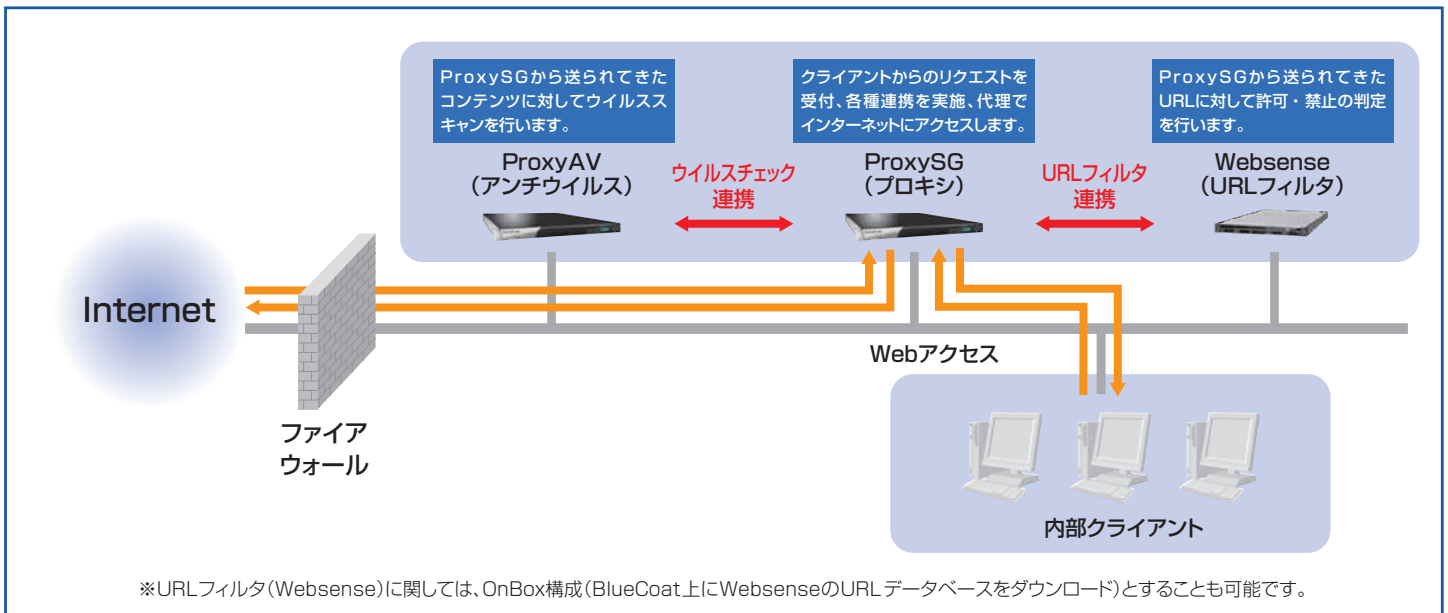 ProxySGから送られてきた
コンテンツに対してウイルスス
キャンを行います。
ProxyAV
（アンチウイルス）
ウイルスチェック
連携
クライアントからのリクエストを
受付、各種連携を実施、代理で
インターネットにアクセスします。
ProxySG
（プロキシ）
URLフィルタ
連携
ProxySGから送られてきた
URLに対して許可・禁止の判定
を行います。
Websense
（URLフィルタ）
Internet
ファイア
ウォール
Webアクセス
内部クライアント
※URLフィルタ（Websense）に関しては、OnBox構成（BlueCoat上にWebsenseのURLデータベースをダウンロード）とすることも可能です。